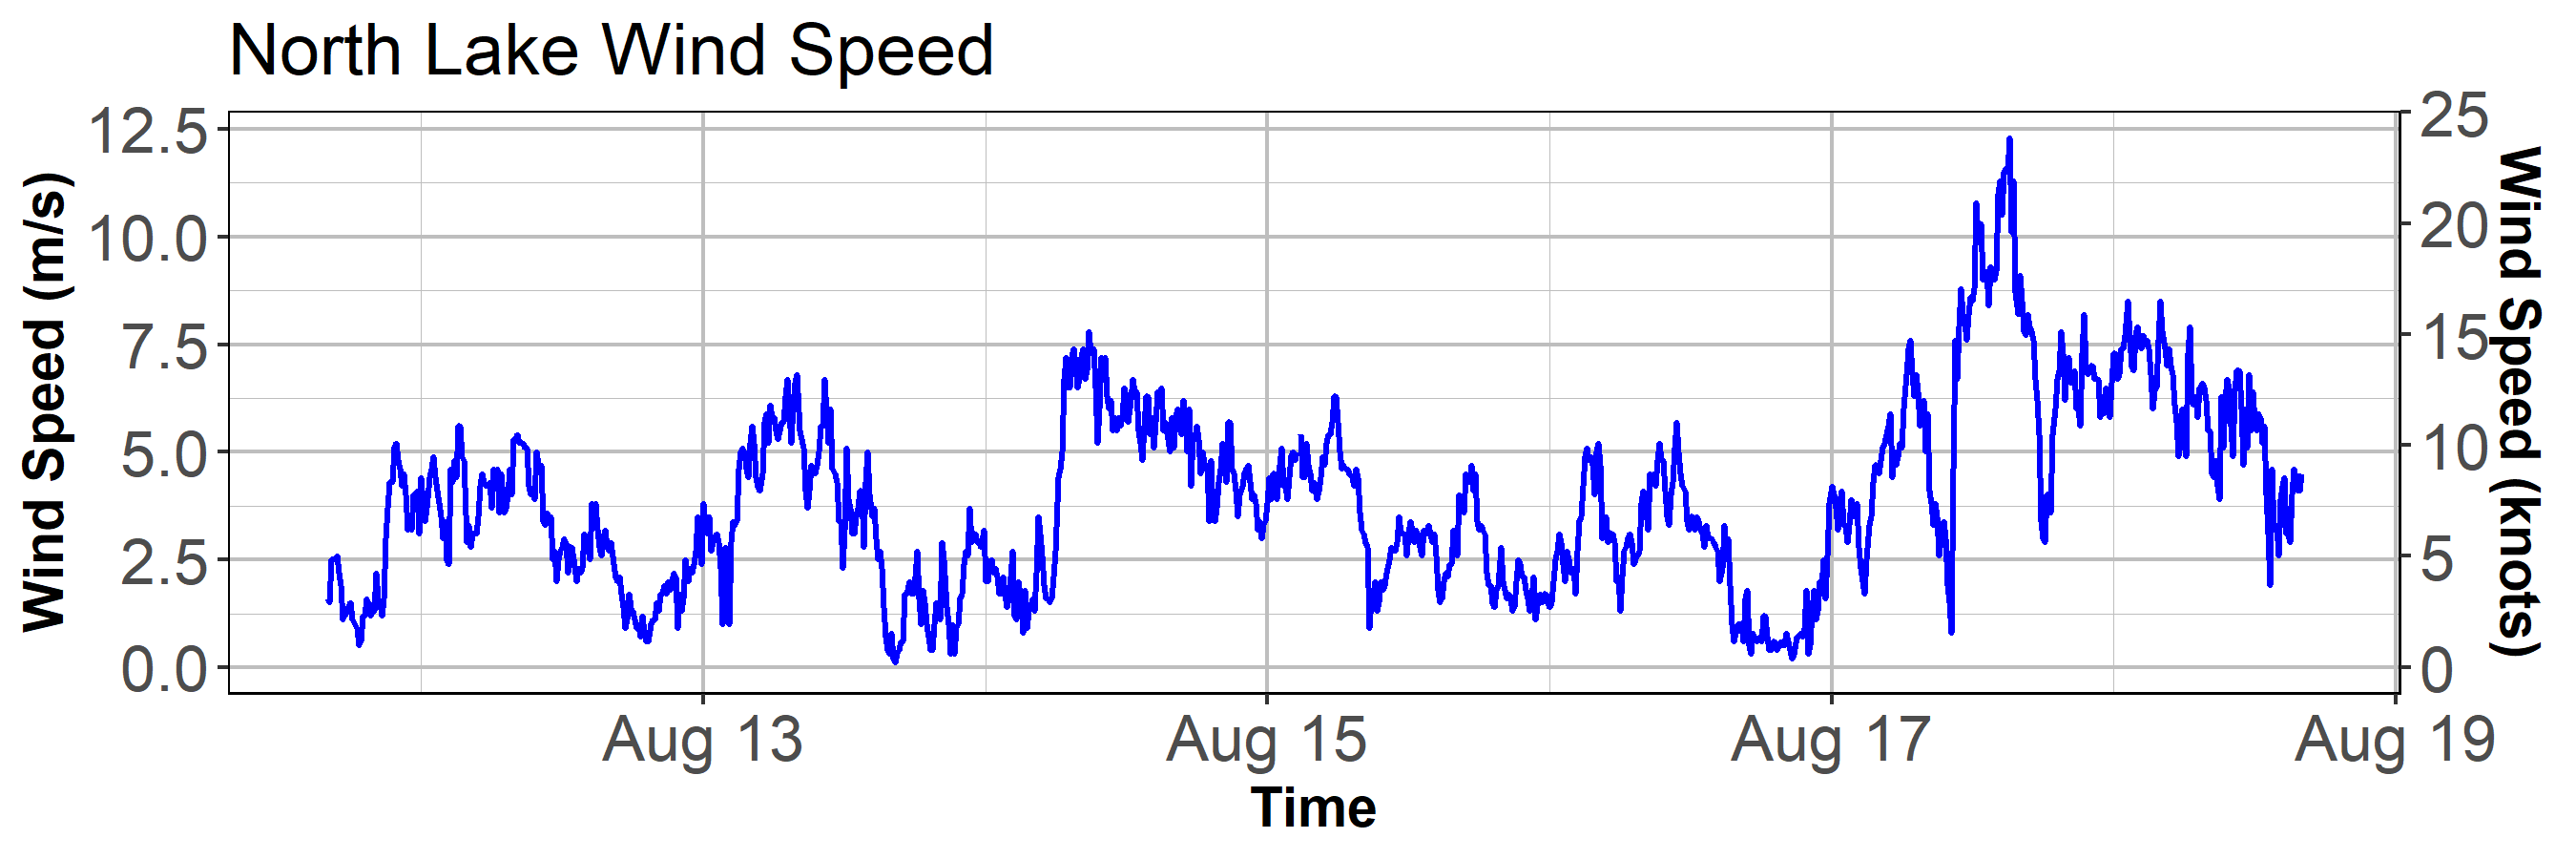 North Lake Wind Speed
Wind Speed (m/s)
12.5
10.0
7.5
5.0
2.5
0.0
25
20
15
10
5
0
Wind Speed (knots)
Aug 13
Aug 15
Aug 17
Aug 19
Time